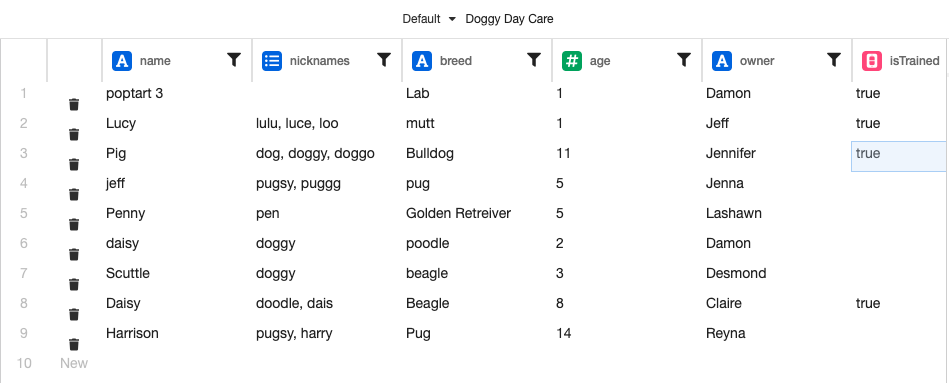 Default Doggy Day Care
name nicknames breed age owner isTrained
1 poptart 3 Lab 1 Damon true
2 Lucy lulu, luce, loo mutt 1 Jeff true
3 Pig dog, doggy, doggo Bulldog 11 Jennifer true
4 jeff pugsy, puggg pug 5 Jenna
5 Penny pen Golden Retreiver 5 Lashawn
6 daisy doggy poodle 2 Damon
7 Scuttle doggy beagle 3 Desmond
8 Daisy doodle, dais Beagle 8 Claire true
9 Harrison pugsy, harry Pug 14 Reyna
10 New